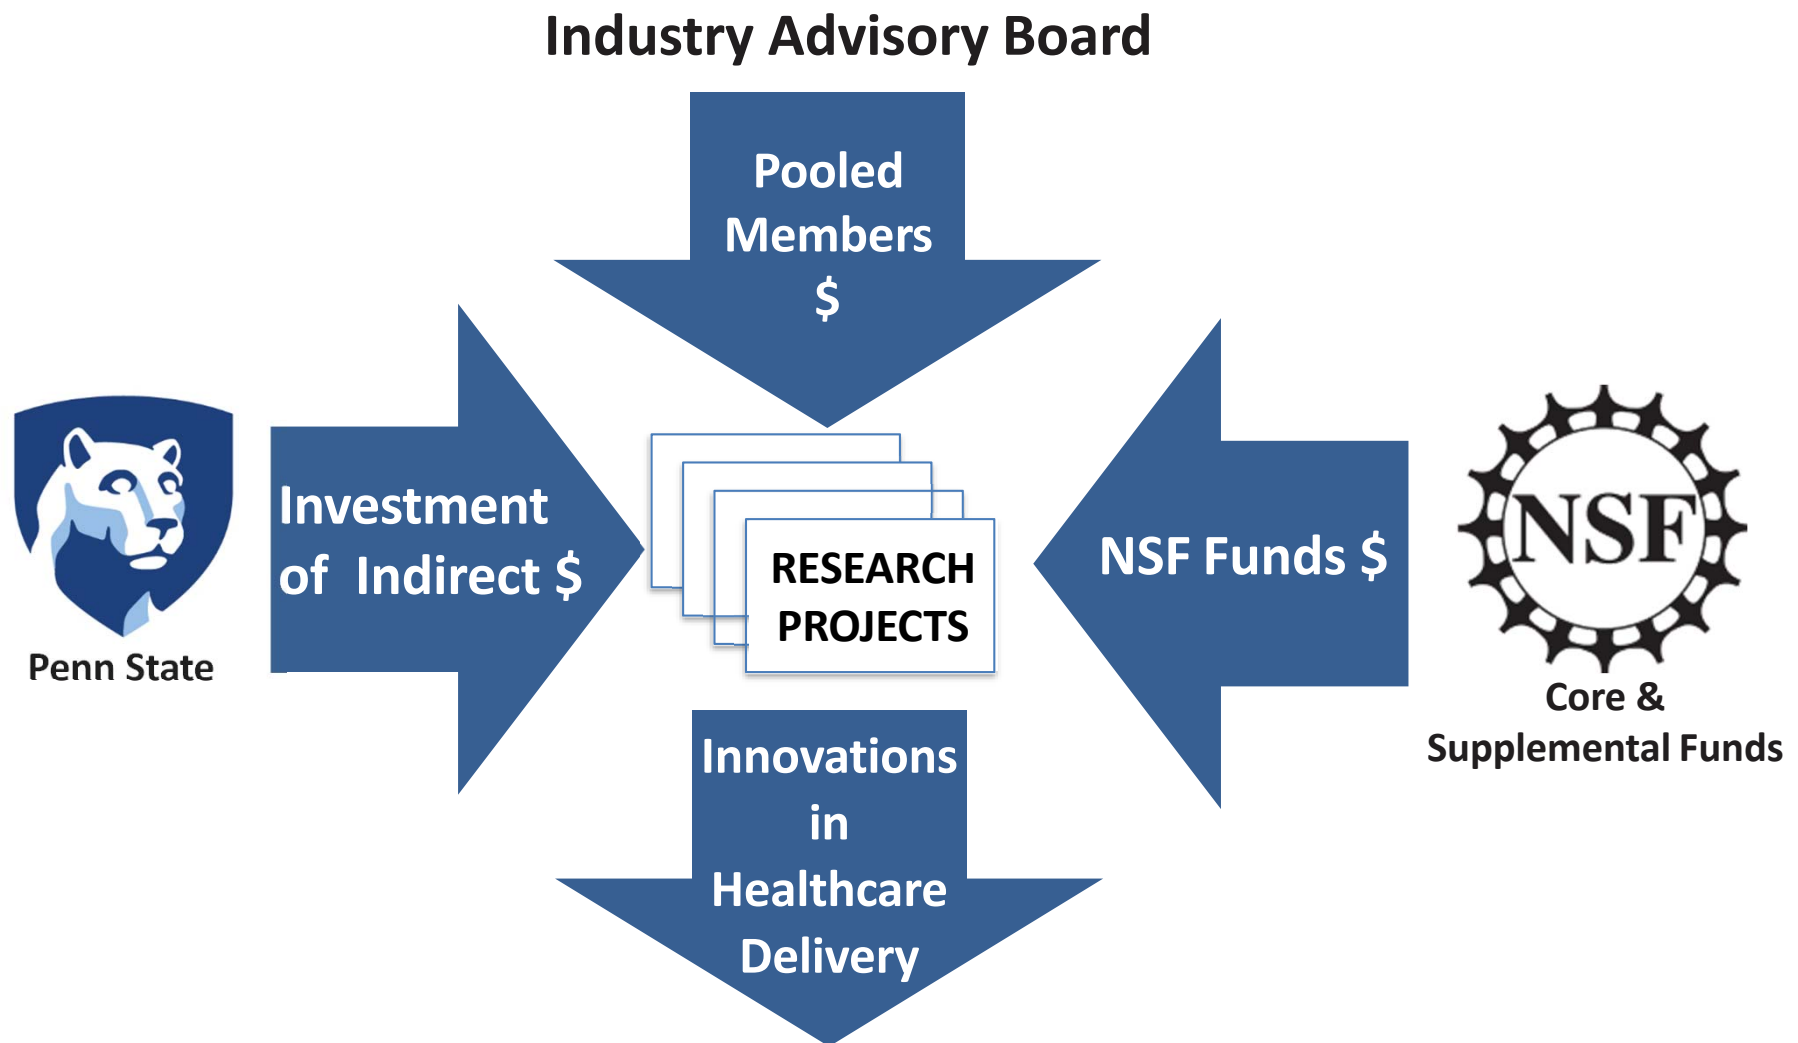 Industry Advisory Board
Pooled
Members
$
Investment
of Indirect $
Penn State
RESEARCH
PROJECTS
NSF Funds $
NSF
Core &
Supplemental Funds
Innovations
in
Healthcare
Delivery